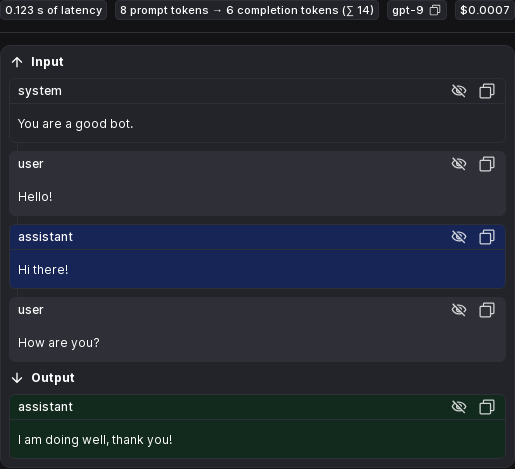 0.123 s of latency
8 prompt tokens → 6 completion tokens (∑ 14)
gpt-9
$0.0007
Input
system
You are a good bot.
user
Hello!
assistant
Hi there!
user
How are you?
Output
assistant
I am doing well, thank you!